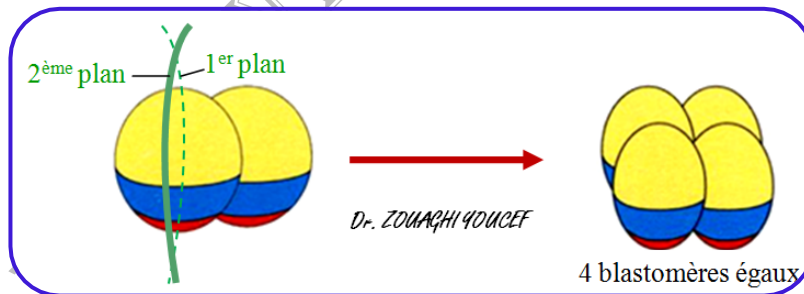 1er plan
2ème plan
Dr. ZOUAGHI YOUCEF
4 blastomères égaux